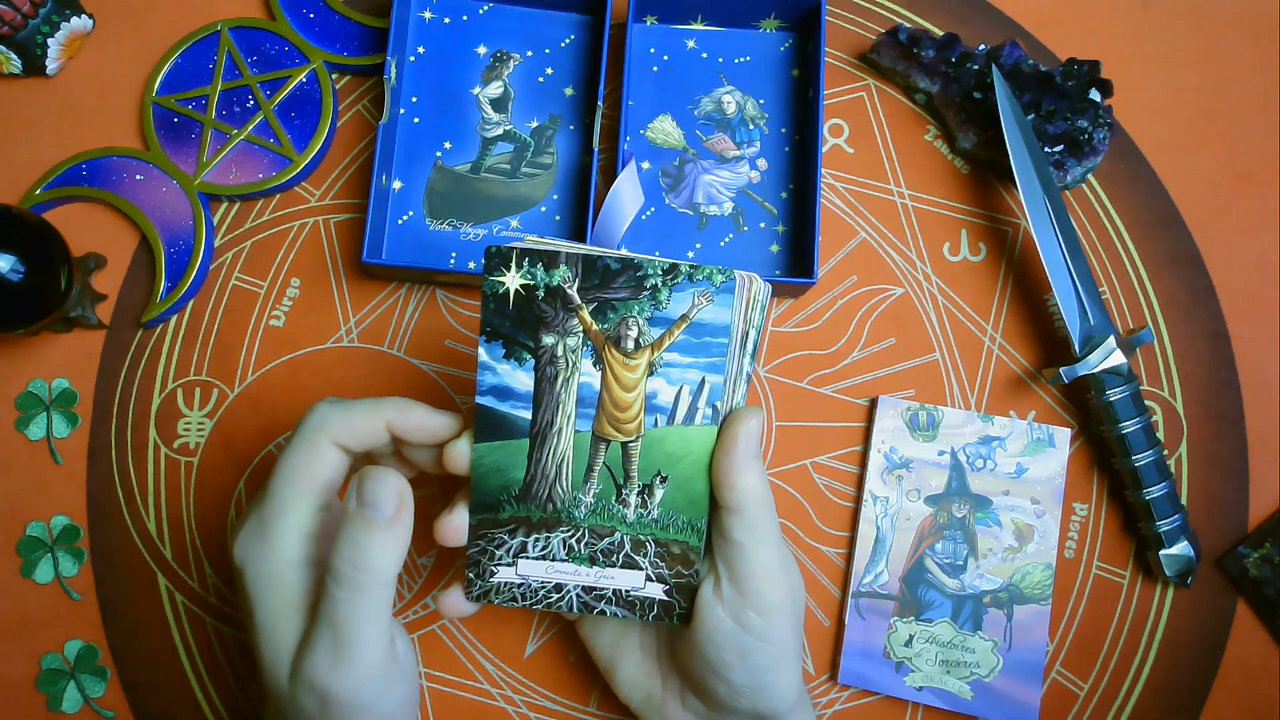 Votre Voyage Commence
Taurus
Virgo
Pisces
Connecté à Gaïa
Histoires
de Sorcières
L'ORACLE